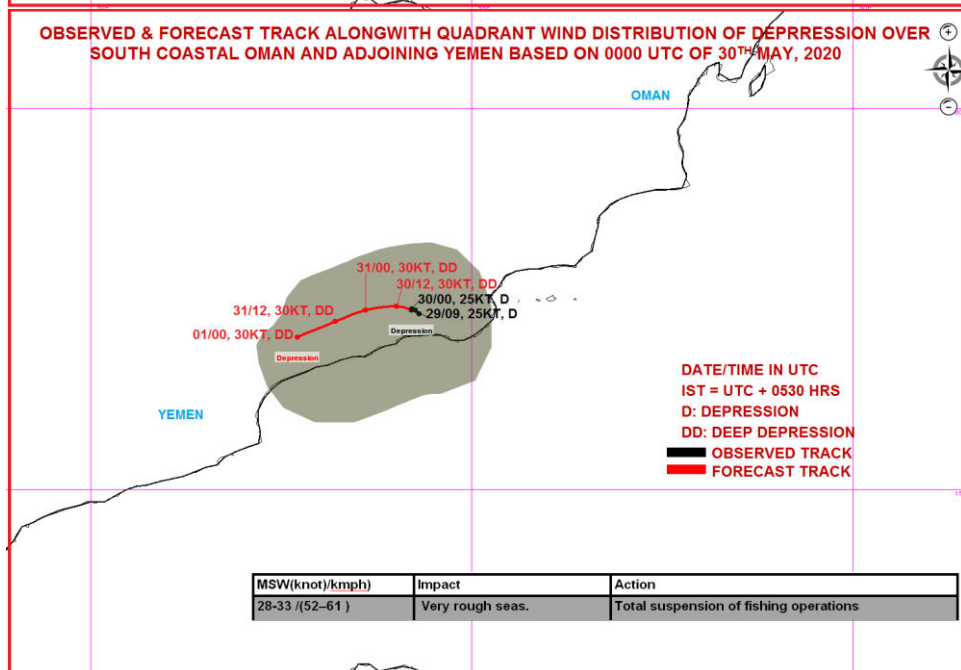 OBSERVED & FORECAST TRACK ALONGWITH QUADRANT WIND DISTRIBUTION OF DEPRRESSION OVER
SOUTH COASTAL OMAN AND ADJOINING YEMEN BASED ON 0000 UTC OF 30TH MAY, 2020
OMAN
31/00, 30KT, DD
30/12, 30KT, DD
30/00, 25KT, D
31/12, 30KT, DD
29/09, 25KT, D
01/00, 30KT, DD
Depression
Depression
YEMEN
DATE/TIME IN UTC
IST = UTC + 0530 HRS
D: DEPRESSION
DD: DEEP DEPRESSION
OBSERVED TRACK
FORECAST TRACK
MSW(knot)/kmph) Impact Action
28-33 /(52–61 ) Very rough seas. Total suspension of fishing operations